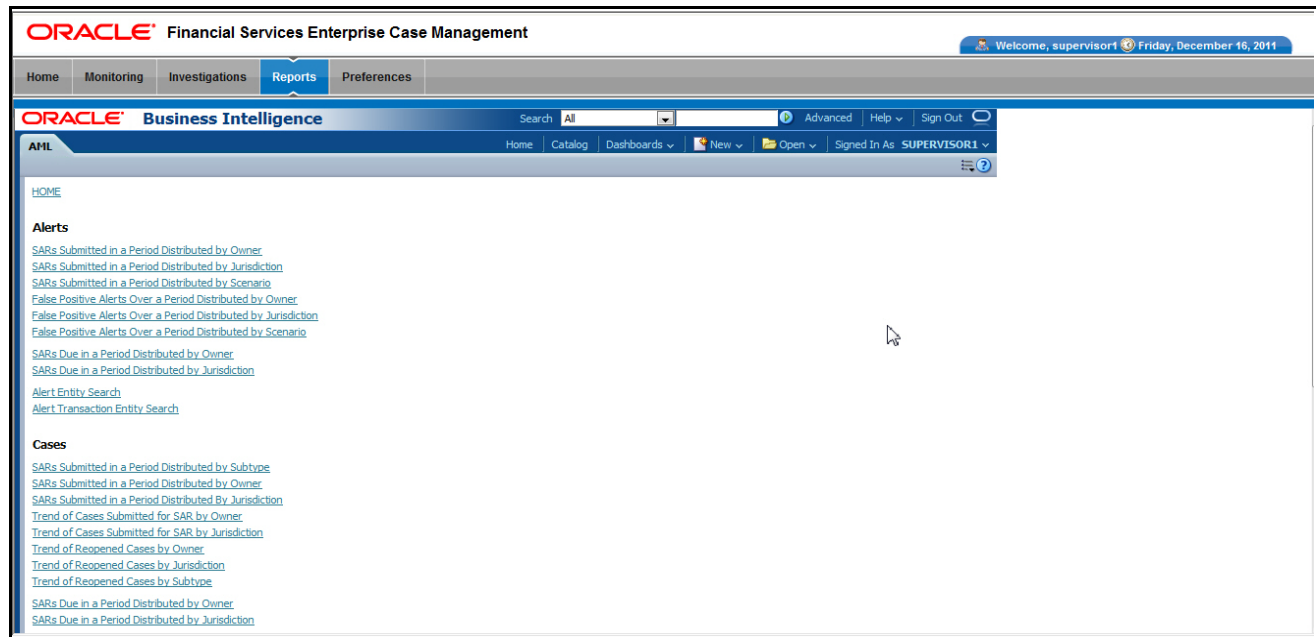 ORACLE® Financial Services Enterprise Case Management
Welcome, supervisor1 Friday, December 16, 2011
Home Monitoring Investigations Reports Preferences
ORACLE® Business Intelligence
Search All Advanced Help Sign Out
AML
Home Catalog Dashboards New Open Signed In As SUPERVISOR1
HOME
Alerts
SARs Submitted in a Period Distributed by Owner
SARs Submitted in a Period Distributed by Jurisdiction
SARs Submitted in a Period Distributed by Scenario
False Positive Alerts Over a Period Distributed by Owner
False Positive Alerts Over a Period Distributed by Jurisdiction
False Positive Alerts Over a Period Distributed by Scenario
SARs Due in a Period Distributed by Owner
SARs Due in a Period Distributed by Jurisdiction
Alert Entity Search
Alert Transaction Entity Search
Cases
SARs Submitted in a Period Distributed by Subtype
SARs Submitted in a Period Distributed by Owner
SARs Submitted in a Period Distributed By Jurisdiction
Trend of Cases Submitted for SAR by Owner
Trend of Cases Submitted for SAR by Jurisdiction
Trend of Reopened Cases by Owner
Trend of Reopened Cases by Jurisdiction
Trend of Reopened Cases by Subtype
SARs Due in a Period Distributed by Owner
SARs Due in a Period Distributed by Jurisdiction